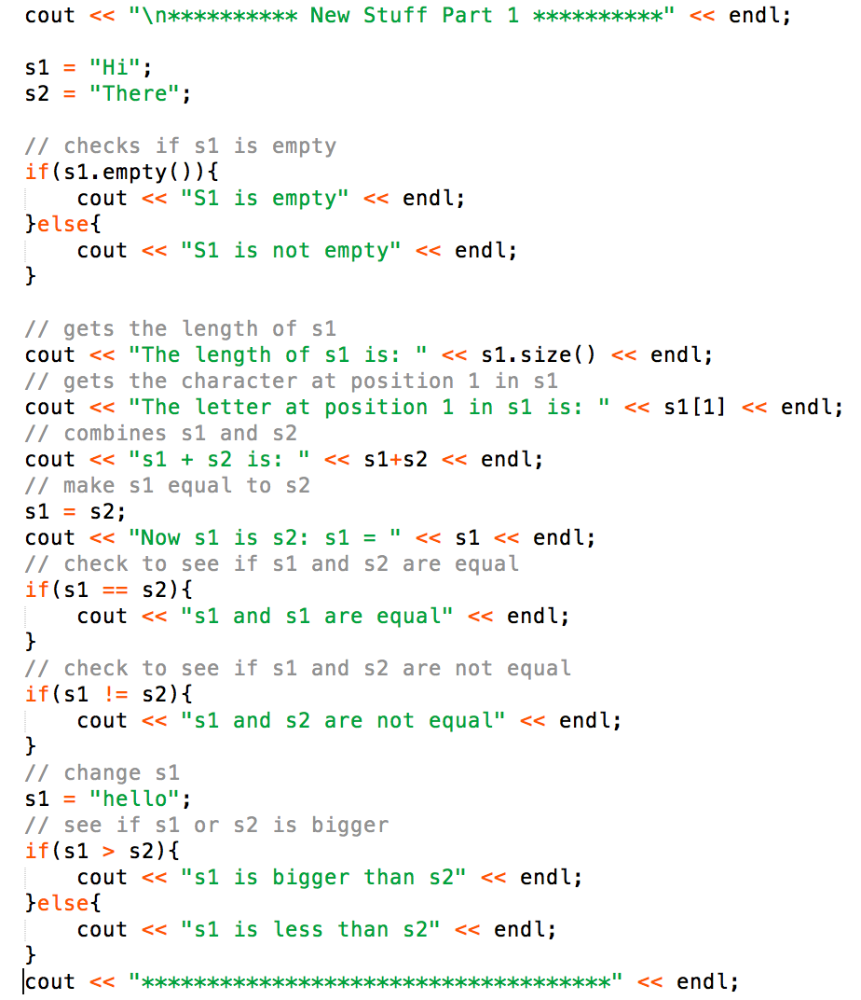 cout << "\n********** New Stuff Part 1 **********" << endl;
s1 = "Hi";
s2 = "There";
// checks if s1 is empty
if(s1.empty()){
    cout << "S1 is empty" << endl;
}else{
    cout << "S1 is not empty" << endl;
}
// gets the length of s1
cout << "The length of s1 is: " << s1.size() << endl;
// gets the character at position 1 in s1
cout << "The letter at position 1 in s1 is: " << s1[1] << endl;
// combines s1 and s2
cout << "s1 + s2 is: " << s1+s2 << endl;
// make s1 equal to s2
s1 = s2;
cout << "Now s1 is s2: s1 = " << s1 << endl;
// check to see if s1 and s2 are equal
if(s1 == s2){
    cout << "s1 and s1 are equal" << endl;
}
// check to see if s1 and s2 are not equal
if(s1 != s2){
    cout << "s1 and s2 are not equal" << endl;
}
// change s1
s1 = "hello";
// see if s1 or s2 is bigger
if(s1 > s2){
    cout << "s1 is bigger than s2" << endl;
}else{
    cout << "s1 is less than s2" << endl;
}
cout << "************************************" << endl;